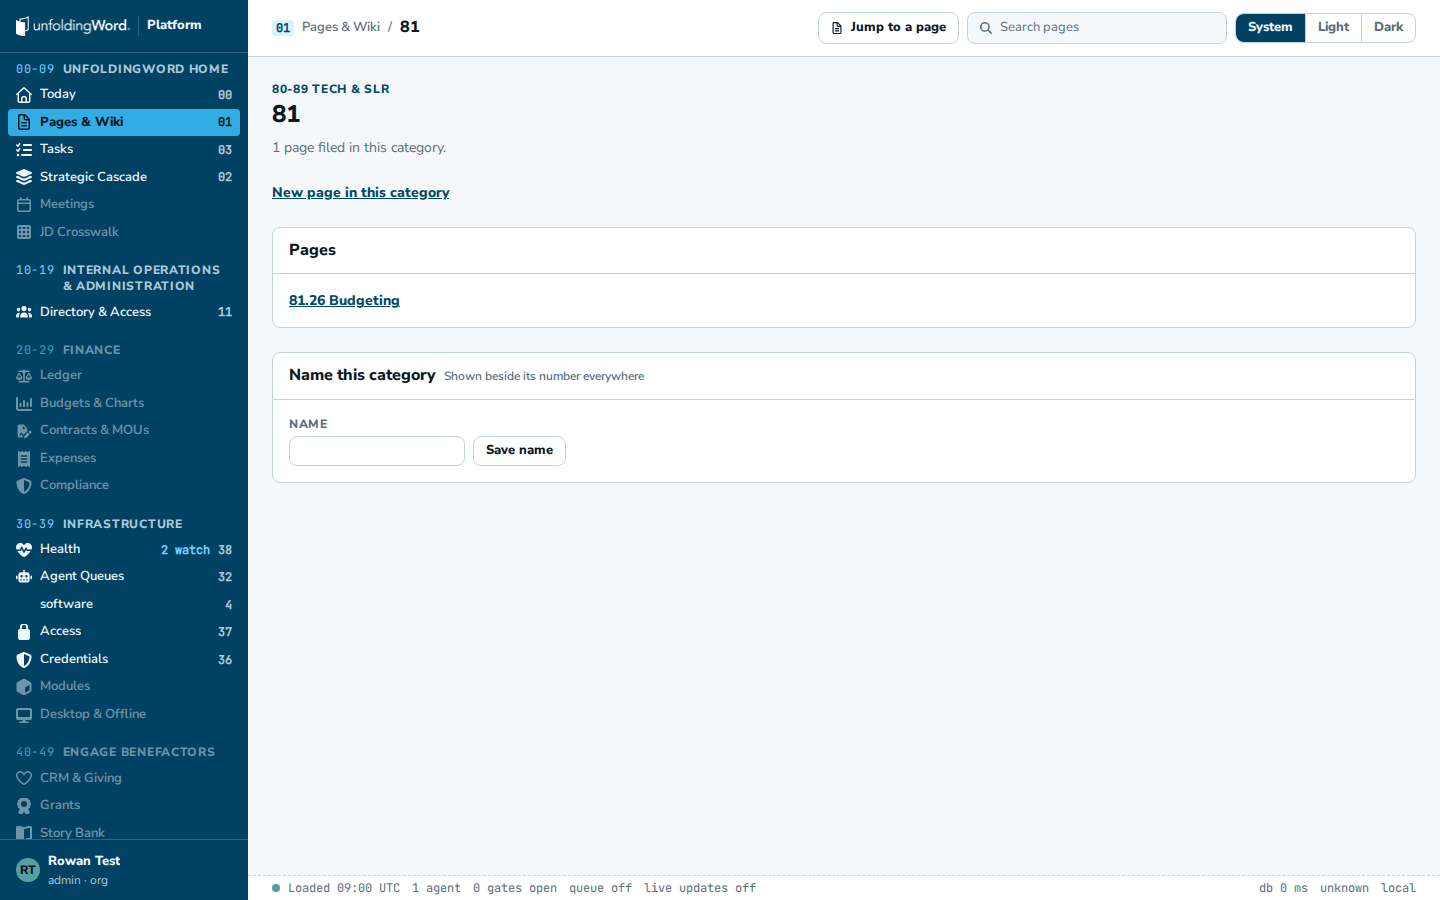 unfoldingWord. Platform
00-09 UNFOLDINGWORD HOME
Today 00
Pages & Wiki 01
Tasks 03
Strategic Cascade 02
Meetings
JD Crosswalk
10-19 INTERNAL OPERATIONS
& ADMINISTRATION
Directory & Access 11
20-29 FINANCE
Ledger
Budgets & Charts
Contracts & MOUs
Expenses
Compliance
30-39 INFRASTRUCTURE
Health 2 watch 38
Agent Queues 32
software 4
Access 37
Credentials 36
Modules
Desktop & Offline
40-49 ENGAGE BENEFACTORS
CRM & Giving
Grants
Story Bank
RT Rowan Test
admin · org
01 Pages & Wiki / 81
Jump to a page
Search pages
System Light Dark
80-89 TECH & SLR
81
1 page filed in this category.
New page in this category
Pages
81.26 Budgeting
Name this category Shown beside its number everywhere
NAME
Save name
Loaded 09:00 UTC 1 agent 0 gates open queue off live updates off
db 0 ms unknown local